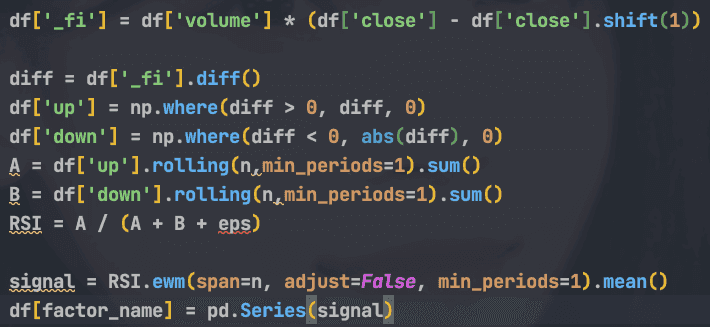 df['_fi'] = df['volume'] * (df['close'] - df['close'].shift(1))
diff = df['_fi'].diff()
df['up'] = np.where(diff > 0, diff, 0)
df['down'] = np.where(diff < 0, abs(diff), 0)
A = df['up'].rolling(n,min_periods=1).sum()
B = df['down'].rolling(n,min_periods=1).sum()
RSI = A / (A + B + eps)
signal = RSI.ewm(span=n, adjust=False, min_periods=1).mean()
df[factor_name] = pd.Series(signal)